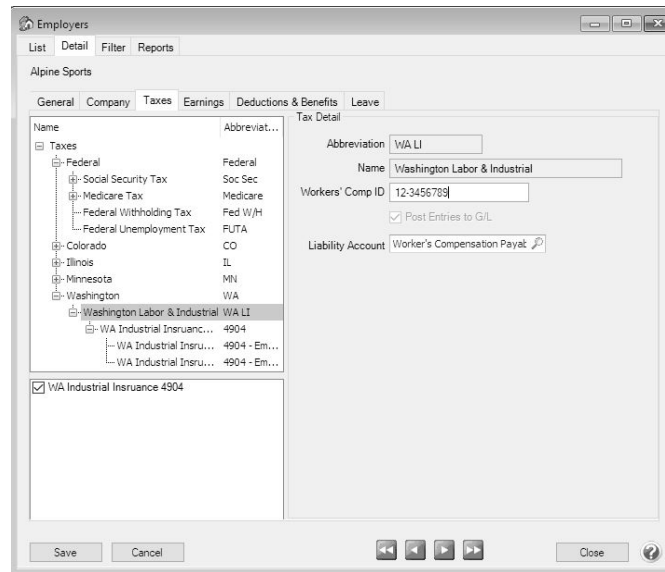 Employers
List Detail Filter Reports
Alpine Sports
General Company Taxes Earnings Deductions & Benefits Leave
Name Abbreviat...
Taxes
Federal Federal
Social Security Tax Soc Sec
Medicare Tax Medicare
Federal Withholding Tax Fed W/H
Federal Unemployment Tax FUTA
Colorado CO
Illinois IL
Minnesota MN
Washington WA
Washington Labor & Industrial WA LI
WA Industrial Insruanc... 4904
WA Industrial Insru... 4904 - Em...
WA Industrial Insru... 4904 - Em...
WA Industrial Insruance 4904
Tax Detail
Abbreviation WA LI
Name Washington Labor & Industrial
Workers' Comp ID 12-3456789
Post Entries to G/L
Liability Account Worker's Compensation Payab
Save Cancel Close ?